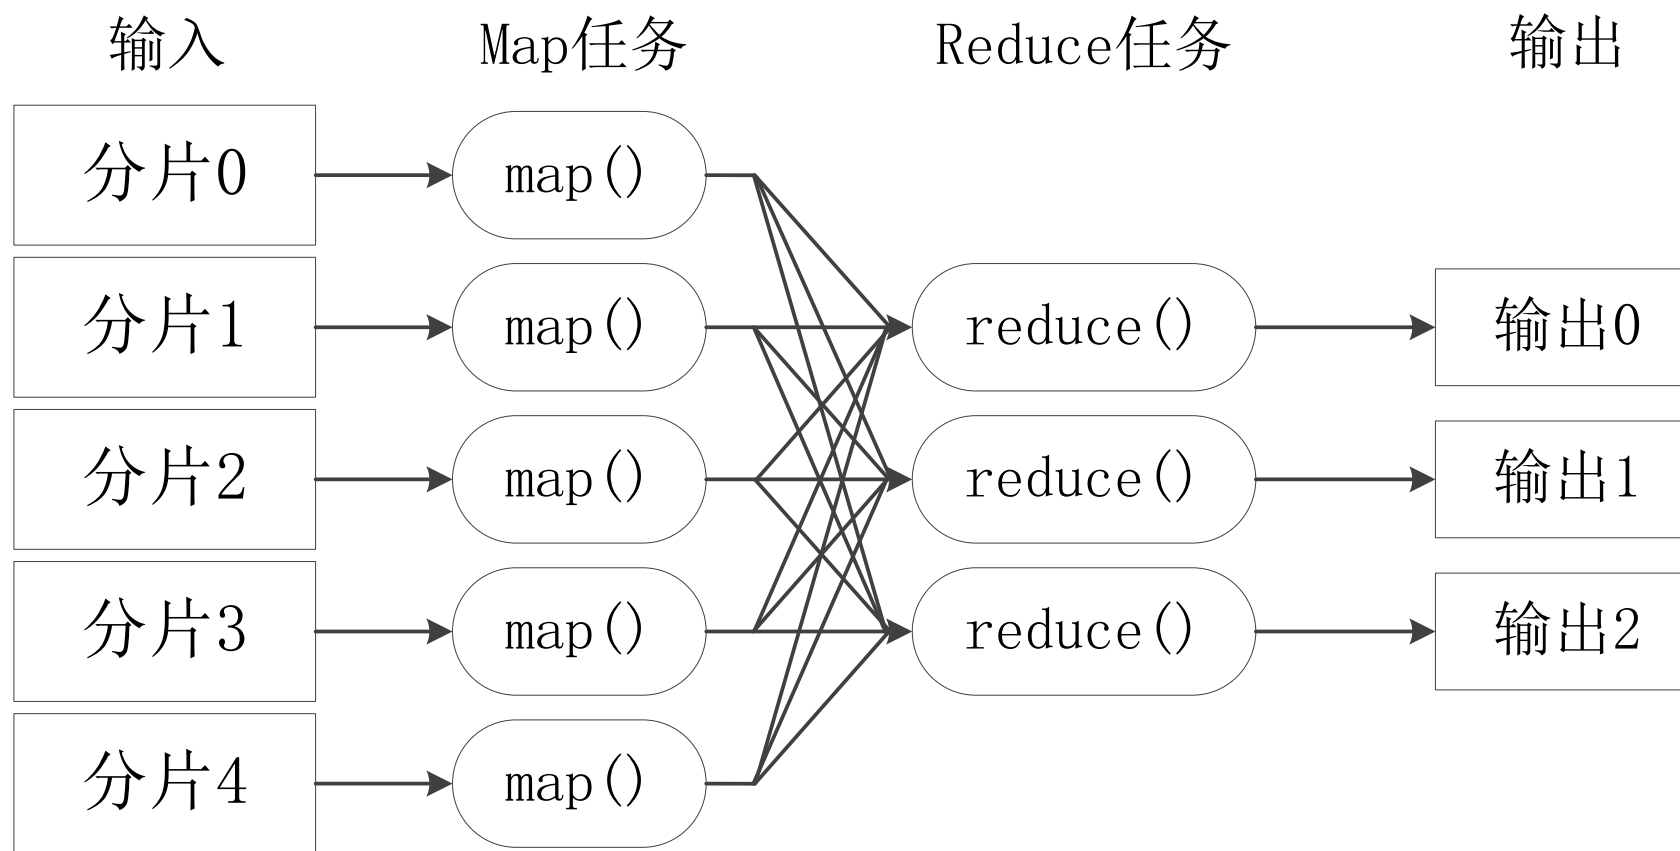 输入 Map任务 Reduce任务 输出
分片0 map()
分片1 map() reduce() 输出0
分片2 map() reduce() 输出1
分片3 map() reduce() 输出2
分片4 map()